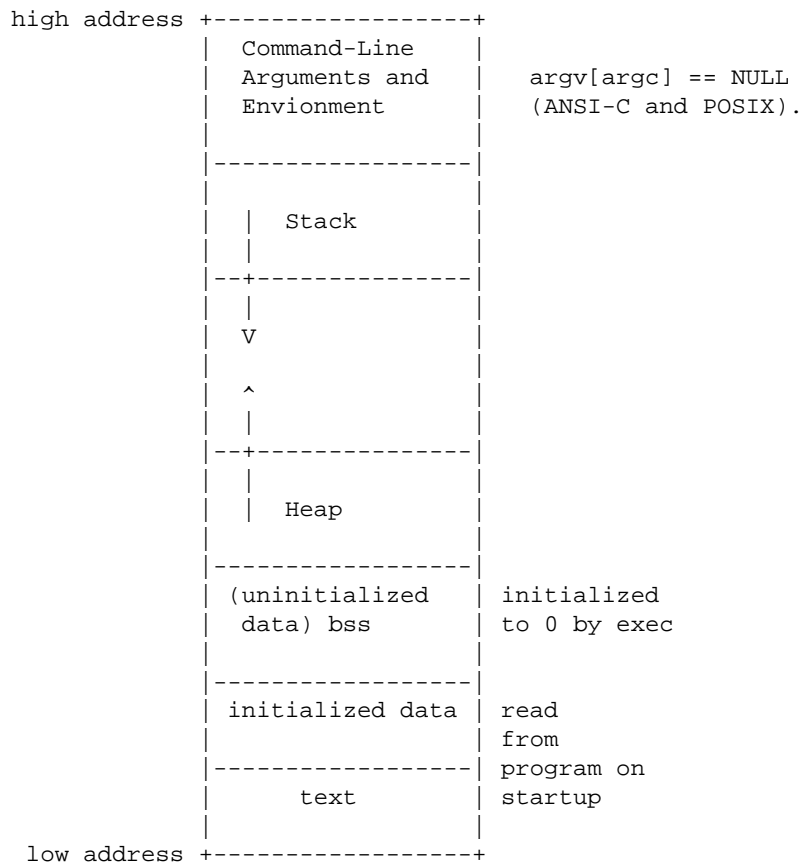 high address +------------------+
| Command-Line |
| Arguments and | argv[argc] == NULL
| Envionment | (ANSI-C and POSIX).
| |
|------------------|
| |
| | Stack |
| | |
|--+---------------|
| | |
| V |
| |
| ^ |
| | |
|--+---------------|
| | |
| | Heap |
| |
|------------------|
| (uninitialized | initialized
| data) bss | to 0 by exec
| |
|------------------|
| initialized data | read
| | from
|------------------| program on
| text | startup
| |
low address +------------------+